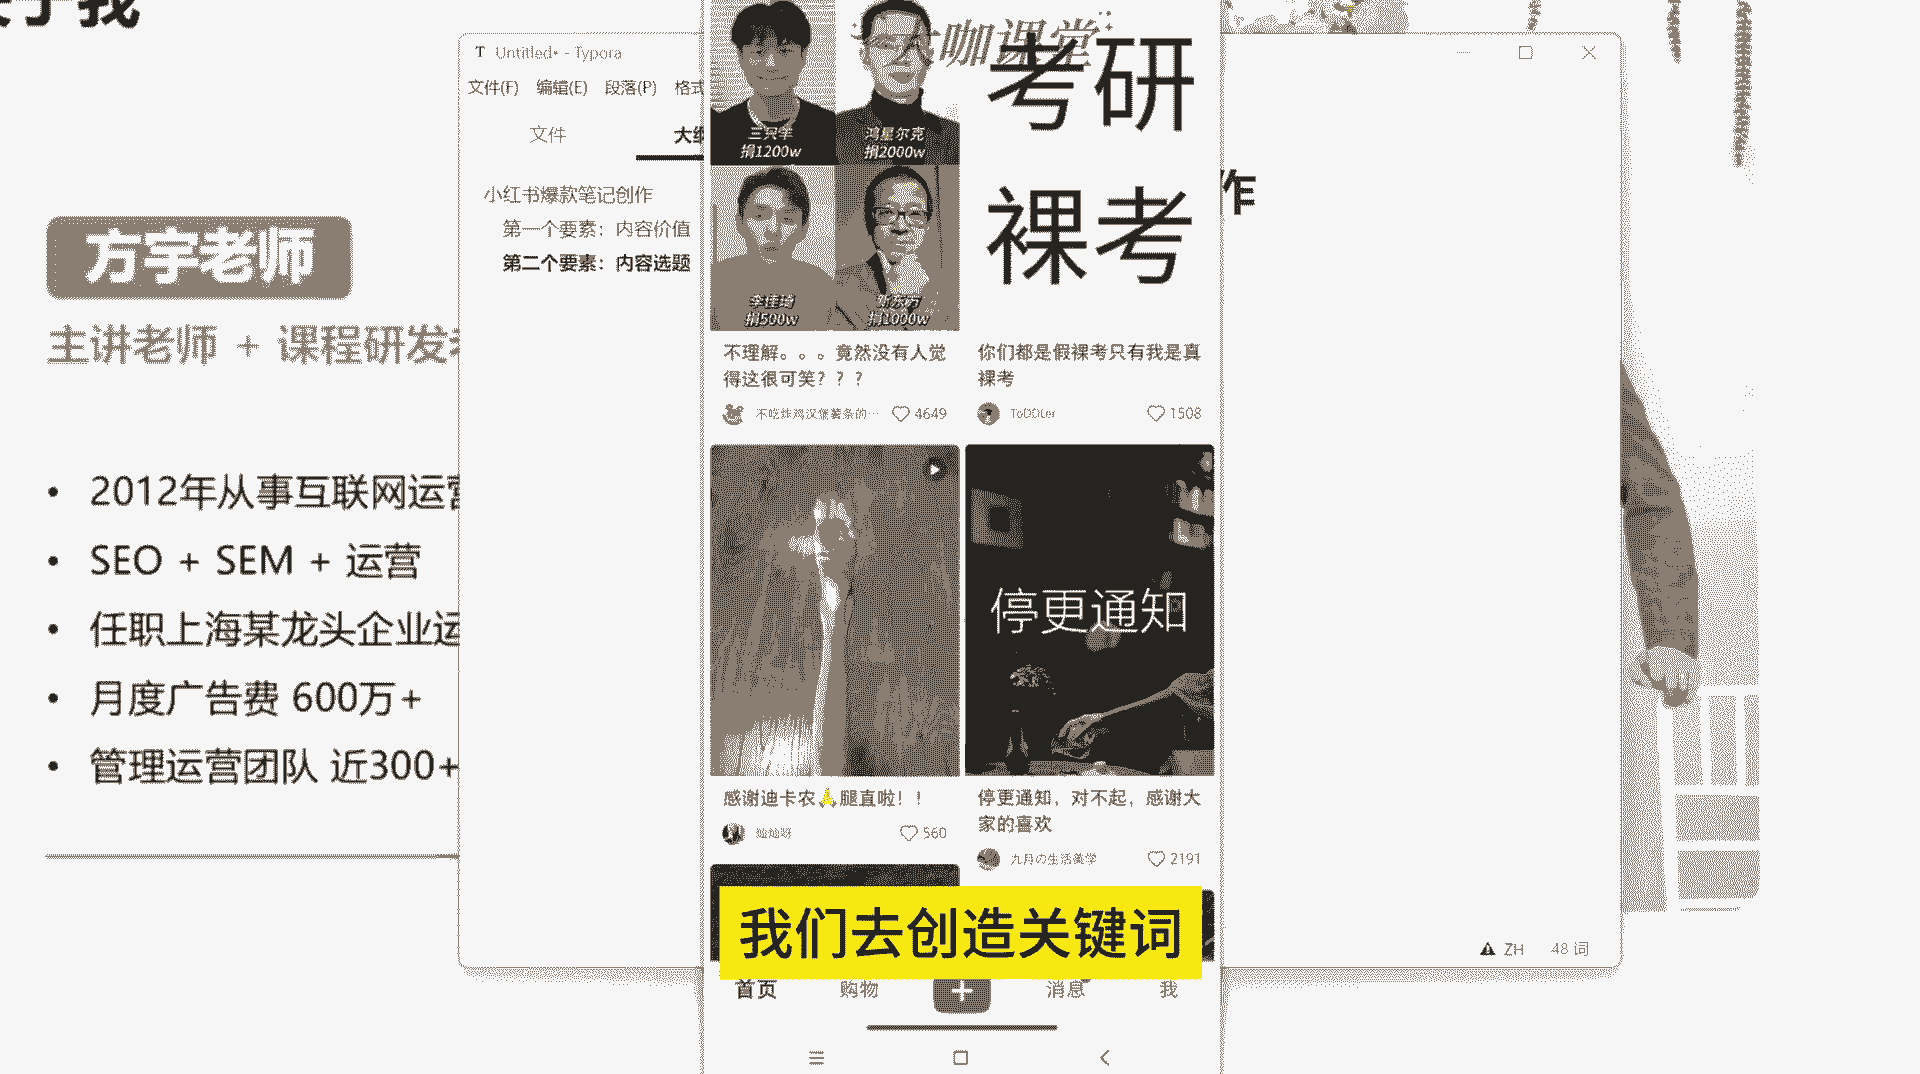 方宇老师
主讲老师 + 课程研发
2012年从事互联网运营
SEO + SEM + 运营
任职上海某龙头企业运
月度广告费 600万+
管理运营团队 近300+
T Untitled• - Typora
文件(F) 编辑(E) 段落(P) 格式
文件 大纲
小红书爆款笔记创作
第一个要素：内容价值
第二个要素：内容选题
大咖课堂
捐1200w
鸿星尔克
捐2000w
李佳琦
捐500w
新东方
捐1000w
不理解。。。竟然没有人觉
得这很可笑？？？
不吃炸鸡汉堡薯条的… 4649
考研
裸考
你们都是假裸考只有我是真
裸考
ToDDLer 1508
感谢迪卡农🙏腿直啦！！
560
停更通知
停更通知，对不起，感谢大
家的喜欢
九月の生活美学 2191
我们去创造关键词
首页 购物 消息 我
作
ZH 48 词